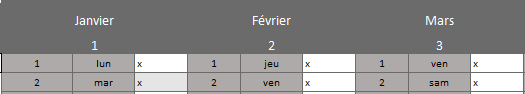 Janvier Février Mars
1 2 3
1 lun x 1 jeu x 1 ven x
2 mar x 2 ven x 2 sam x